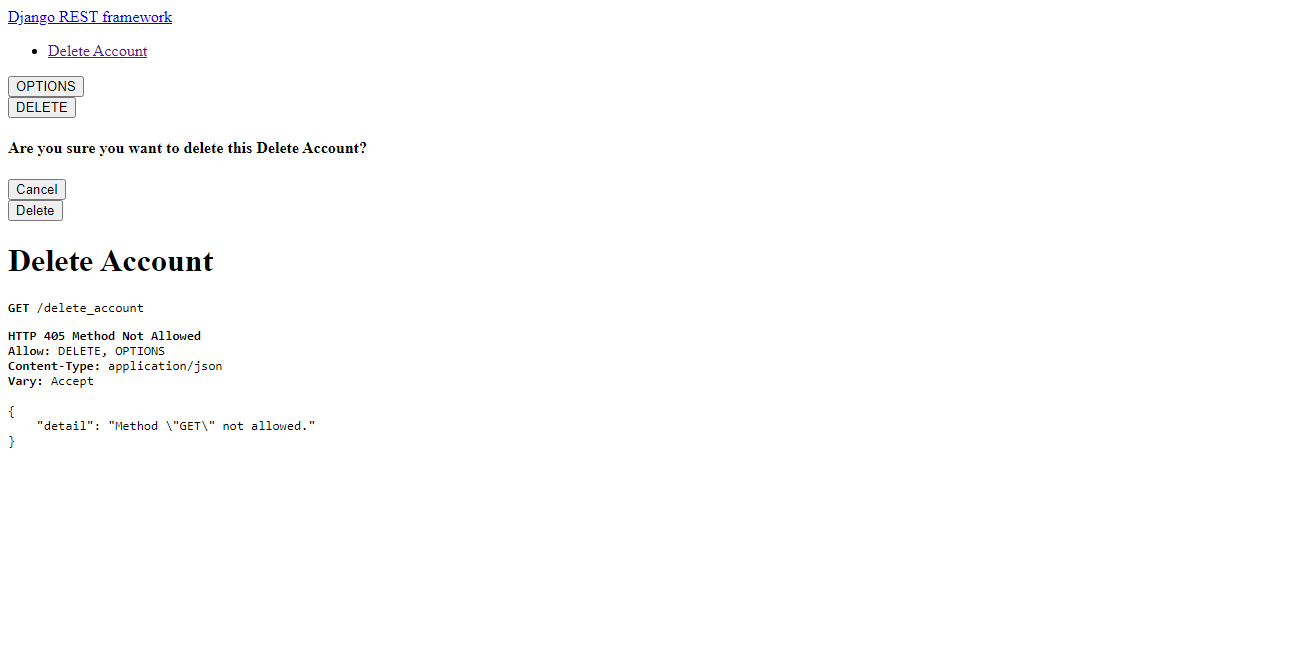 Django REST framework
Delete Account
OPTIONS
DELETE
Are you sure you want to delete this Delete Account?
Cancel
Delete
Delete Account
GET /delete_account
HTTP 405 Method Not Allowed
Allow: DELETE, OPTIONS
Content-Type: application/json
Vary: Accept
{
    "detail": "Method \"GET\" not allowed."
}